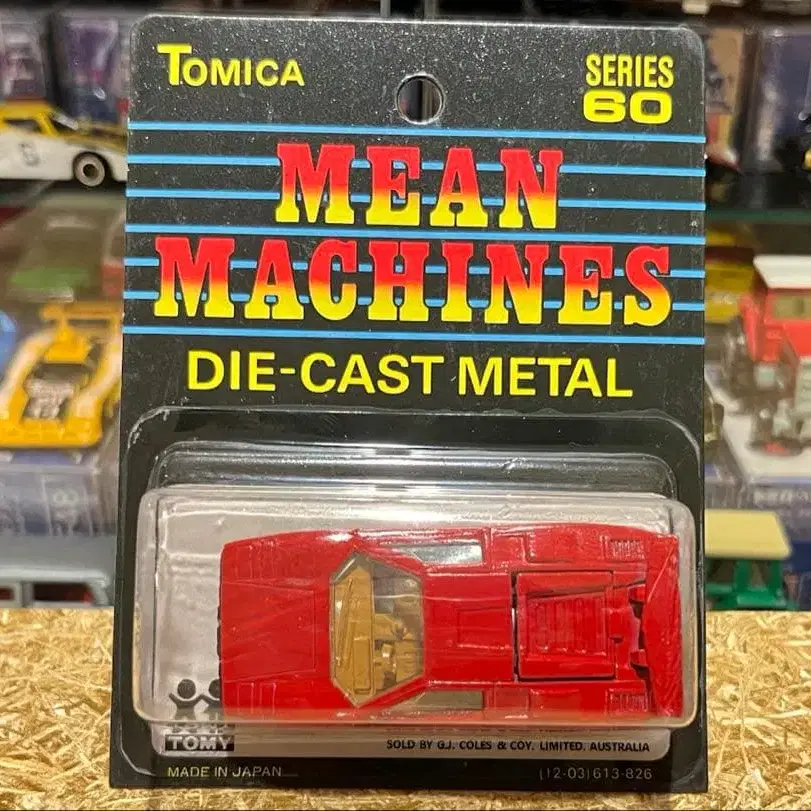 TOMICA
SERIES
60
MEAN
MACHINES
DIE-CAST METAL
TOMY
SOLD BY G.J. COLES & COY. LIMITED. AUSTRALIA
MADE IN JAPAN
(12-03)613-826